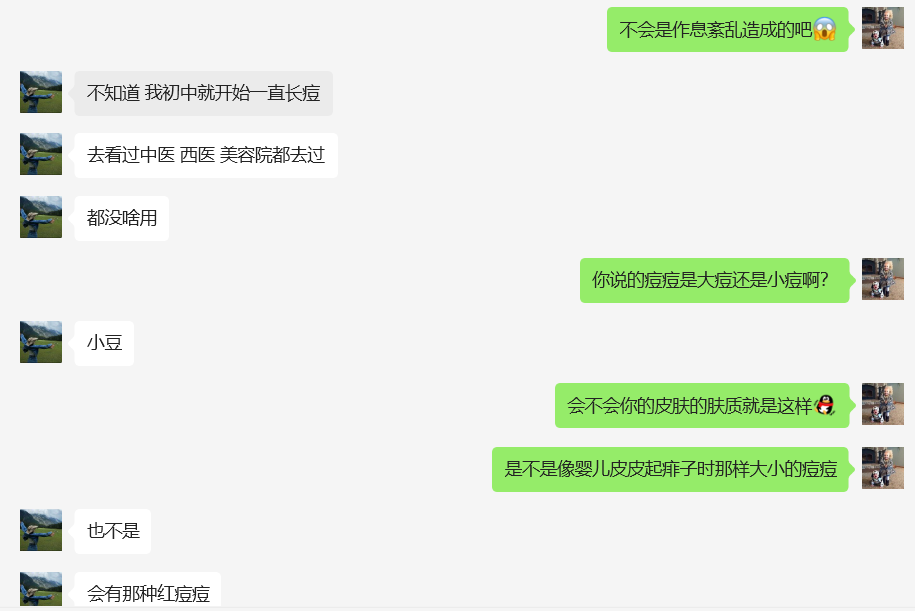 不会是作息紊乱造成的吧😱
不知道 我初中就开始一直长痘
去看过中医 西医 美容院都去过
都没啥用
你说的痘痘是大痘还是小痘啊?
小豆
会不会你的皮肤的肤质就是这样
是不是像婴儿皮皮起痱子时那样大小的痘痘
也不是
会有那种红痘痘